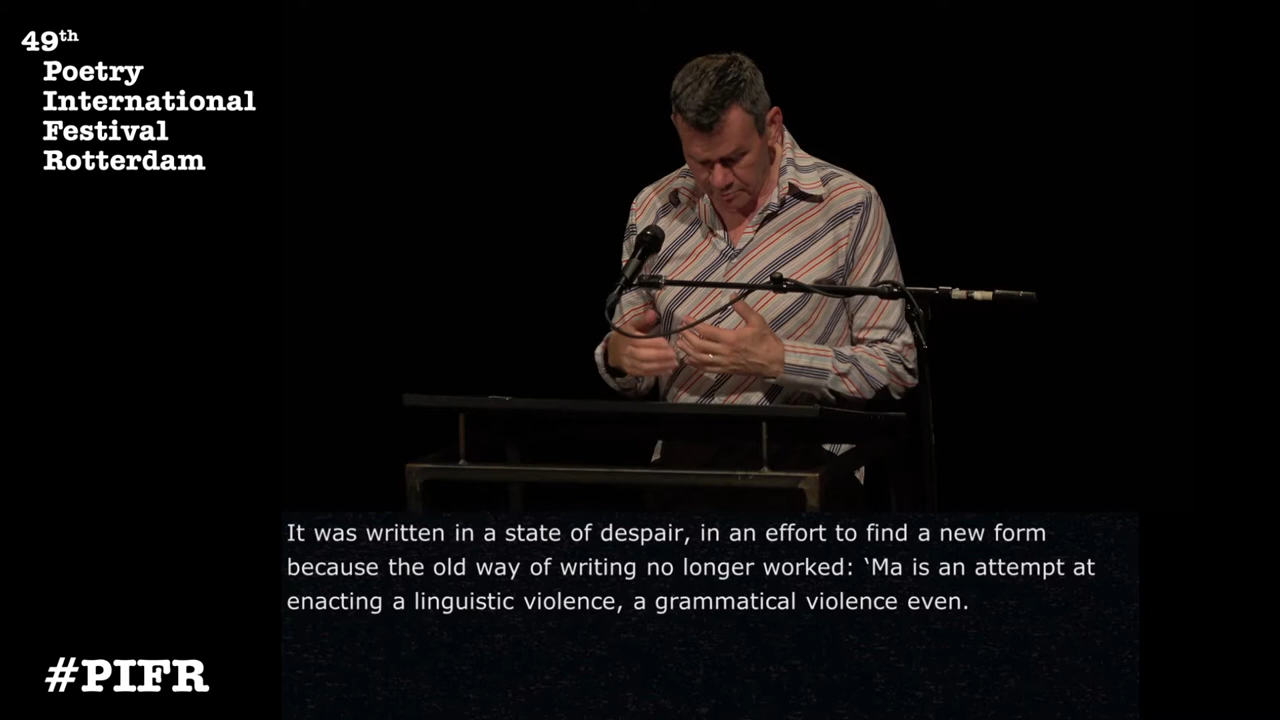 49th
Poetry
International
Festival
Rotterdam
It was written in a state of despair, in an effort to find a new form
because the old way of writing no longer worked: ‘Ma is an attempt at
enacting a linguistic violence, a grammatical violence even.
#PIFR